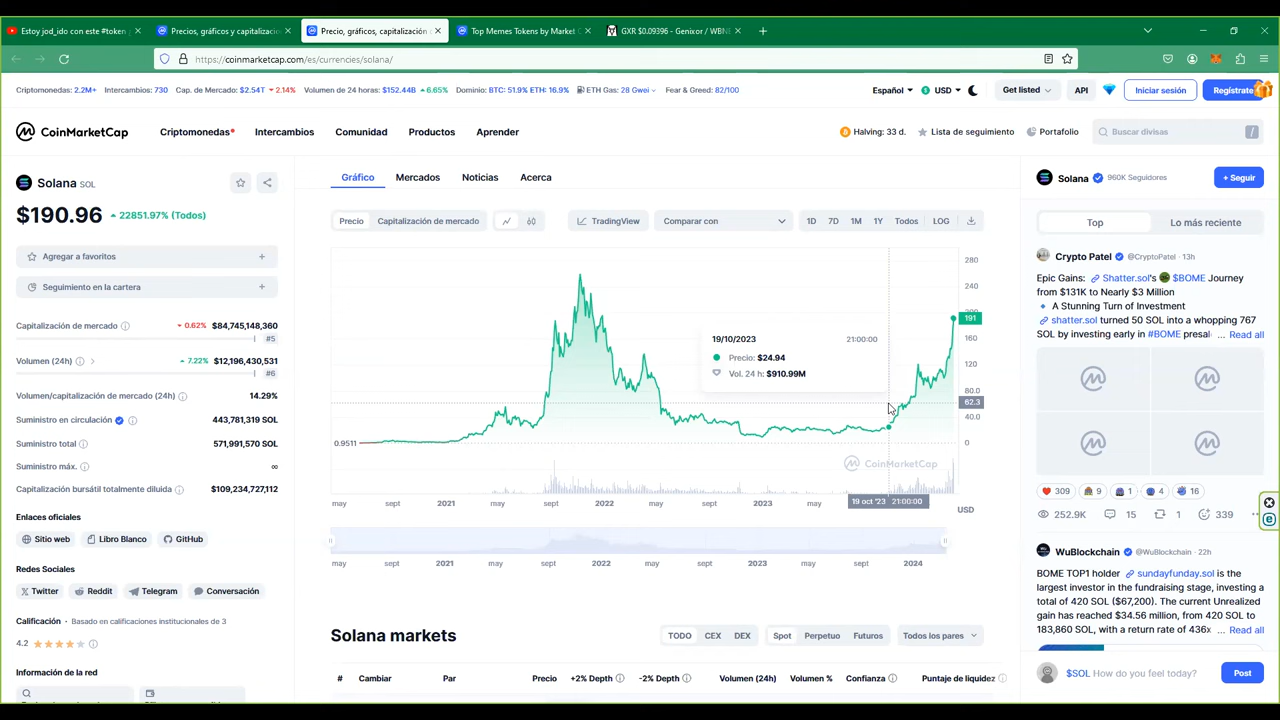 Estoy jod_ido con este #token
Precios, gráficos y capitalizació
Precio, gráficos, capitalización
Top Memes Tokens by Market C
GXR $0.09396 - Genixor / WBNE
https://coinmarketcap.com/es/currencies/solana/
Criptomonedas: 2.2M+ Intercambios: 730 Cap. de Mercado: $2.54T 2.14% Volumen de 24 horas: $152.44B 6.65% Dominio: BTC: 51.9% ETH: 16.9% ETH Gas: 28 Gwei Fear & Greed: 82/100
Español USD Get listed API Iniciar sesión Regístrate
CoinMarketCap Criptomonedas Intercambios Comunidad Productos Aprender
Halving: 33 d. Lista de seguimiento Portafolio Buscar divisas /
Solana SOL
$190.96 22851.97% (Todos)
Agregar a favoritos +
Seguimiento en la cartera +
Capitalización de mercado 0.62% $84,745,148,360
#5
Volumen (24h) 7.22% $12,196,430,531
#6
Volumen/capitalización de mercado (24h) 14.29%
Suministro en circulación 443,781,319 SOL
Suministro total 571,991,570 SOL
Suministro máx. ∞
Capitalización bursátil totalmente diluida $109,234,727,112
Enlaces oficiales
Sitio web Libro Blanco GitHub
Redes Sociales
Twitter Reddit Telegram Conversación
Calificación · Basado en calificaciones institucionales de 3
4.2
Información de la red
Gráfico Mercados Noticias Acerca
Precio Capitalización de mercado TradingView Comparar con 1D 7D 1M 1Y Todos LOG
280
240
191
160
120
80.0
62.3
40.0
0
0.9511
19/10/2023 21:00:00
Precio: $24.94
Vol. 24 h: $910.99M
CoinMarketCap
may sept 2021 may sept 2022 may sept 2023 may 19 oct '23 21:00:00
USD
may sept 2021 may sept 2022 may sept 2023 may sept 2024
Solana markets TODO CEX DEX Spot Perpetuo Futuros Todos los pares
# Cambiar Par Precio +2% Depth -2% Depth Volumen (24h) Volumen % Confianza Puntaje de liquidez
Solana 960K Seguidores + Seguir
Top Lo más reciente
Crypto Patel @CryptoPatel · 13h
Epic Gains: Shatter.sol's $BOME Journey
from $131K to Nearly $3 Million
A Stunning Turn of Investment
shatter.sol turned 50 SOL into a whopping 767
SOL by investing early in #BOME presal ... Read all
309 9 1 4 16
252.9K 15 1 339
WuBlockchain @WuBlockchain · 22h
BOME TOP1 holder sundayfunday.sol is the
largest investor in the fundraising stage, investing a
total of 420 SOL ($67,200). The current Unrealized
gain has reached $34.56 million, from 420 SOL to
183,860 SOL, with a return rate of 436x ... Read all
$SOL How do you feel today? Post